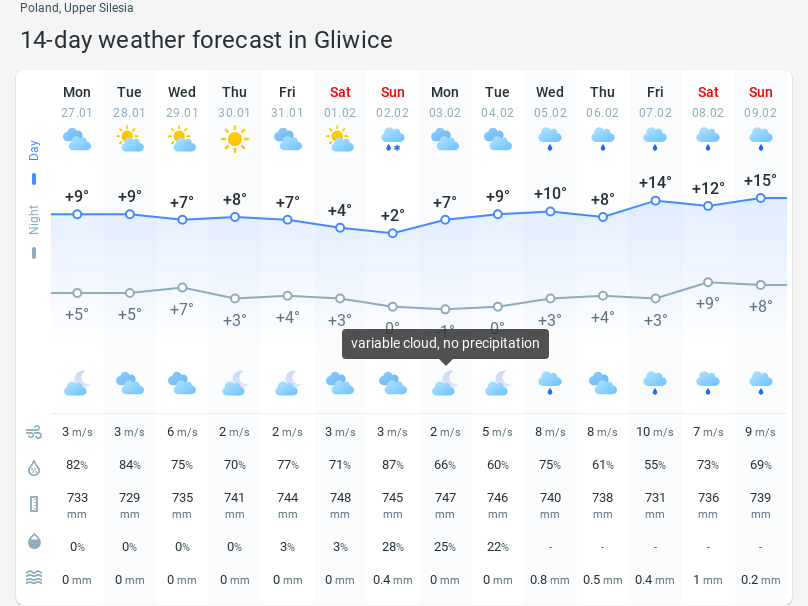 Poland, Upper Silesia
14-day weather forecast in Gliwice
Mon Tue Wed Thu Fri Sat Sun Mon Tue Wed Thu Fri Sat Sun
27.01 28.01 29.01 30.01 31.01 01.02 02.02 03.02 04.02 05.02 06.02 07.02 08.02 09.02
Day
+9° +9° +7° +8° +7° +4° +2° +7° +9° +10° +8° +14° +12° +15°
Night
+5° +5° +7° +3° +4° +3° 0° -1° 0° +3° +4° +3° +9° +8°
variable cloud, no precipitation
3 m/s 3 m/s 6 m/s 2 m/s 2 m/s 3 m/s 3 m/s 2 m/s 5 m/s 8 m/s 8 m/s 10 m/s 7 m/s 9 m/s
82% 84% 75% 70% 77% 71% 87% 66% 60% 75% 61% 55% 73% 69%
733 729 735 741 744 748 745 747 746 740 738 731 736 739
mm mm mm mm mm mm mm mm mm mm mm mm mm mm
0% 0% 0% 0% 3% 3% 28% 25% 22% - - - - -
0 mm 0 mm 0 mm 0 mm 0 mm 0 mm 0.4 mm 0 mm 0 mm 0.8 mm 0.5 mm 0.4 mm 1 mm 0.2 mm